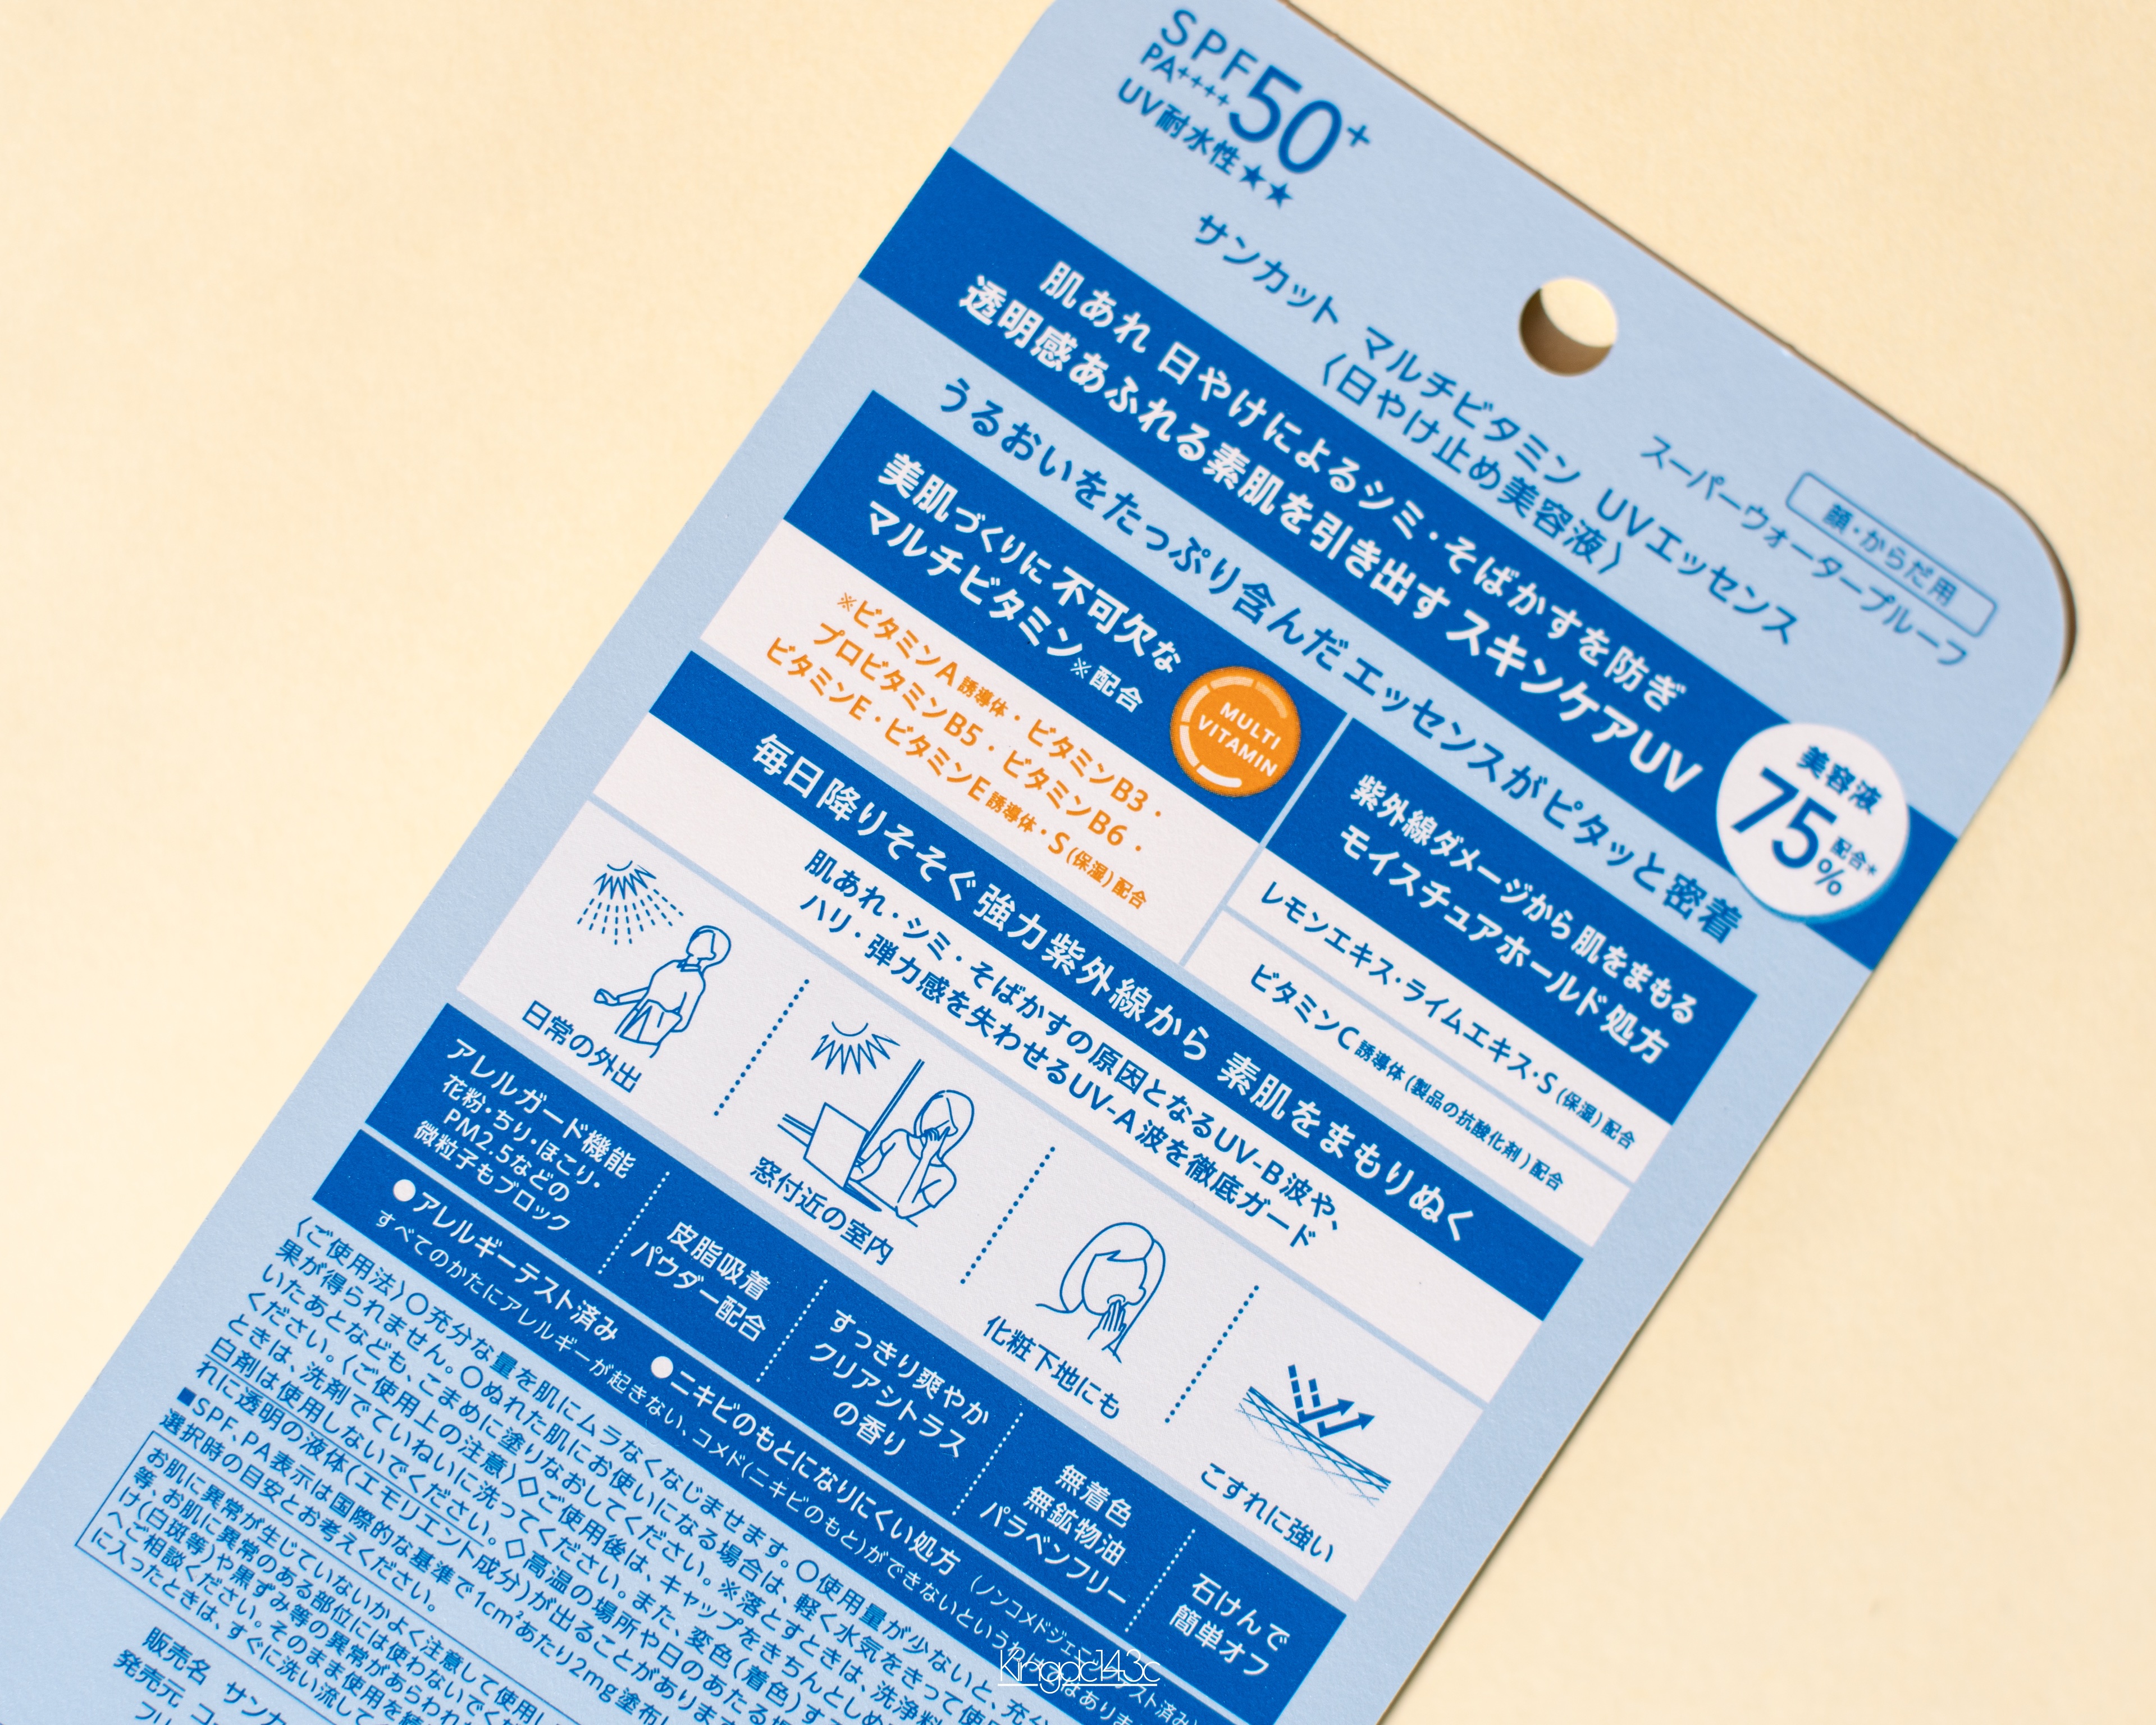 SPF50+
PA++++
UV耐水性★★
サンカット マルチビタミン UVエッセンス
〈日やけ止め美容液〉
スーパーウォータープルーフ
顔・からだ用
肌あれ 日やけによるシミ・そばかすを防ぎ
透明感あふれる素肌を引き出す スキンケアUV
美容液
75%
配合*
うるおいをたっぷり含んだエッセンスがピタッと密着
美肌づくりに不可欠な
マルチビタミン※配合
MULTI
VITAMIN
※ビタミンA誘導体・ビタミンB3・
プロビタミンB5・ビタミンB6・
ビタミンE・ビタミンE誘導体・S(保湿)配合
紫外線ダメージから肌をまもる
モイスチュアホールド処方
レモンエキス・ライムエキス・S(保湿)配合
ビタミンC誘導体(製品の抗酸化剤)配合
毎日降りそそぐ強力紫外線から 素肌をまもりぬく
肌あれ・シミ・そばかすの原因となるUV-B波や、
ハリ・弾力感を失わせるUV-A波を徹底ガード
日常の外出
窓付近の室内
化粧下地にも
こすれに強い
アレルガード機能
花粉・ちり・ほこり・
PM2.5などの
微粒子もブロック
皮脂吸着
パウダー配合
すっきり爽やか
クリアシトラス
の香り
無着色
無鉱物油
パラベンフリー
石けんで
簡単オフ
●アレルギーテスト済み ●ニキビのもとになりにくい処方
すべてのかたにアレルギーが起きない、コメド(ニキビのもと)ができないというわけ
〈ご使用法〉○充分な量を肌にムラなくなじませます。○使用量が少ないと、充分
果が得られません。○ぬれた肌にお使いになる場合は、軽く水気をきって使
いたあとなども、こまめに塗りなおしてください。※落とすときは、洗浄料
ください。〈ご使用上の注意〉◇ご使用後は、キャップをきちんとしめ
ときは、洗剤でていねいに洗ってください。また、変色(着色)す
白剤は使用しないでください。◇高温の場所や日のあたる場
れに透明の液体(エモリエント成分)が出ることがありま
■SPF、PA表示は国際的な基準で1cm²あたり2mg塗布
選択時の目安とお考えください。
お肌に異常が生じていないかよく注意して使用し
等、お肌に異常のある部位には使わないでく
け(白斑等)や黒ずみ等の異常があらわれ
へご相談ください。そのまま使用を続
に入ったときは、すぐに洗い流して
販売名 サンカ
発売元 コー
フリ
Kingdc143c